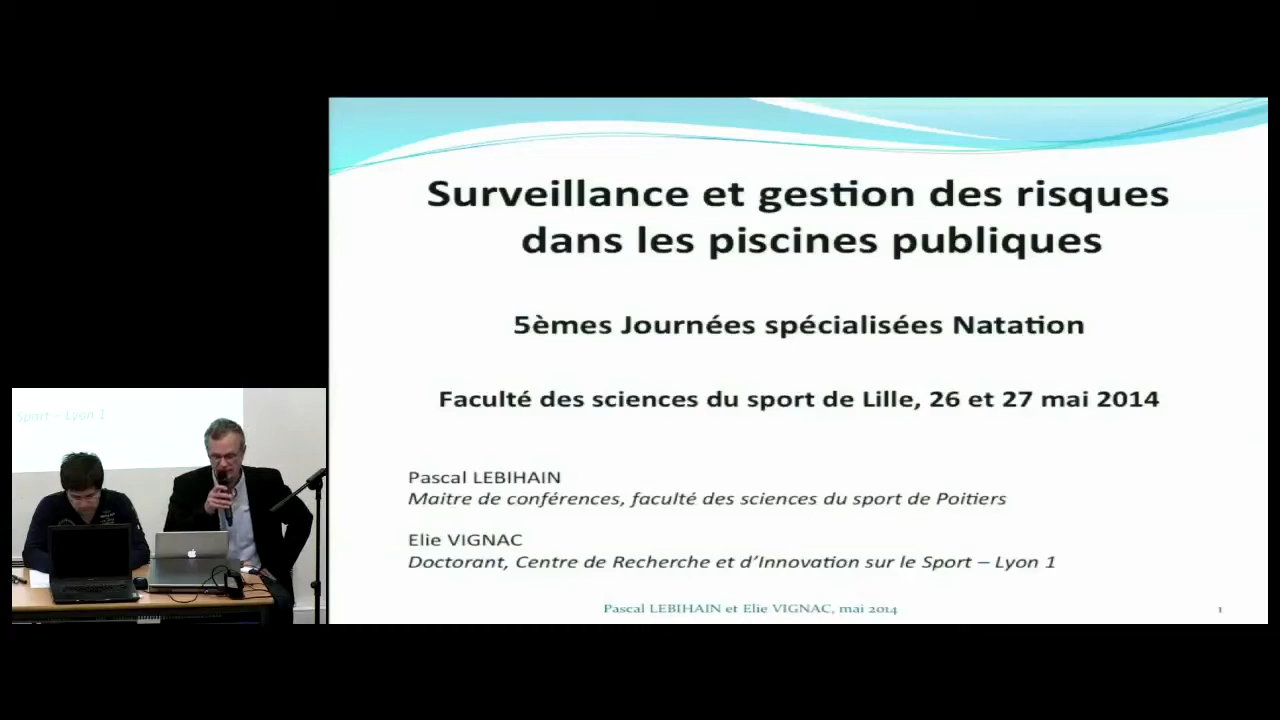 Surveillance et gestion des risques
dans les piscines publiques
5èmes Journées spécialisées Natation
Faculté des sciences du sport de Lille, 26 et 27 mai 2014
Pascal LEBIHAIN
Maitre de conférences, faculté des sciences du sport de Poitiers
Elie VIGNAC
Doctorant, Centre de Recherche et d’Innovation sur le Sport – Lyon 1
Pascal LEBIHAIN et Elie VIGNAC, mai 2014
1
Sport – Lyon 1